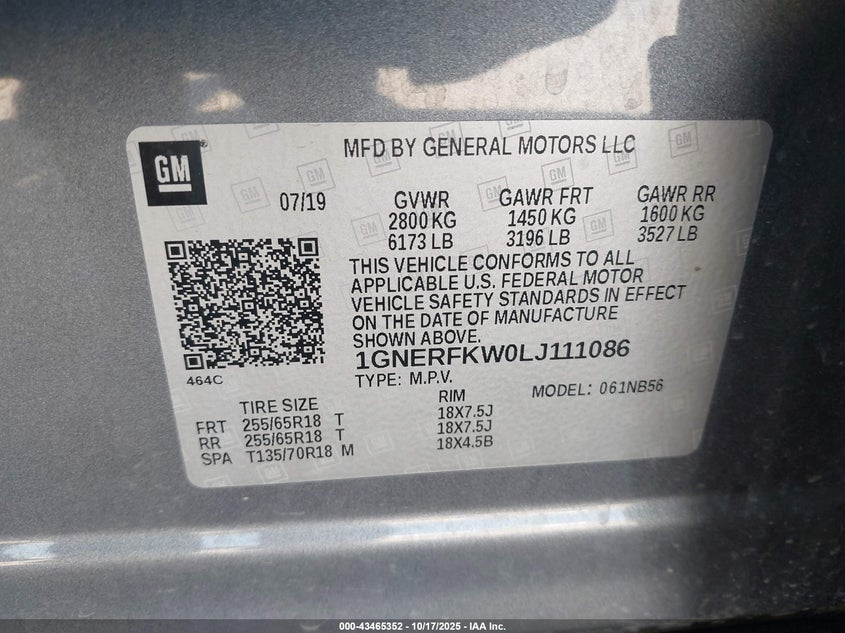 GM
MFD BY GENERAL MOTORS LLC
07/19
GVWR GAWR FRT GAWR RR
2800 KG 1450 KG 1600 KG
6173 LB 3196 LB 3527 LB
THIS VEHICLE CONFORMS TO ALL
APPLICABLE U.S. FEDERAL MOTOR
VEHICLE SAFETY STANDARDS IN EFFECT
ON THE DATE OF MANUFACTURE
SHOWN ABOVE.
1GNERFKW0LJ111086
464C
TYPE: M.P.V. MODEL: 061NB56
TIRE SIZE RIM
FRT 255/65R18 T 18X7.5J
RR 255/65R18 T 18X7.5J
SPA T135/70R18 M 18X4.5B
000-43465352 | 10/17/2025 - IAA Inc.